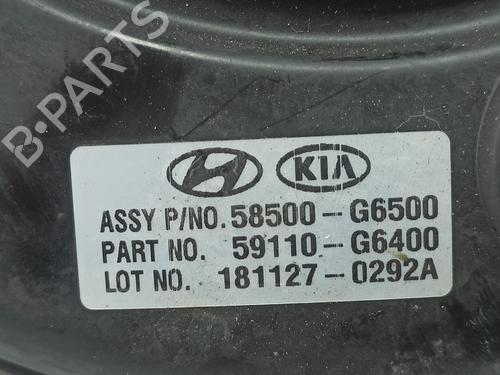 B-PARTS
KIA
ASSY P/NO. 58500-G6500
PART NO. 59110-G6400
LOT NO. 181127-0292A